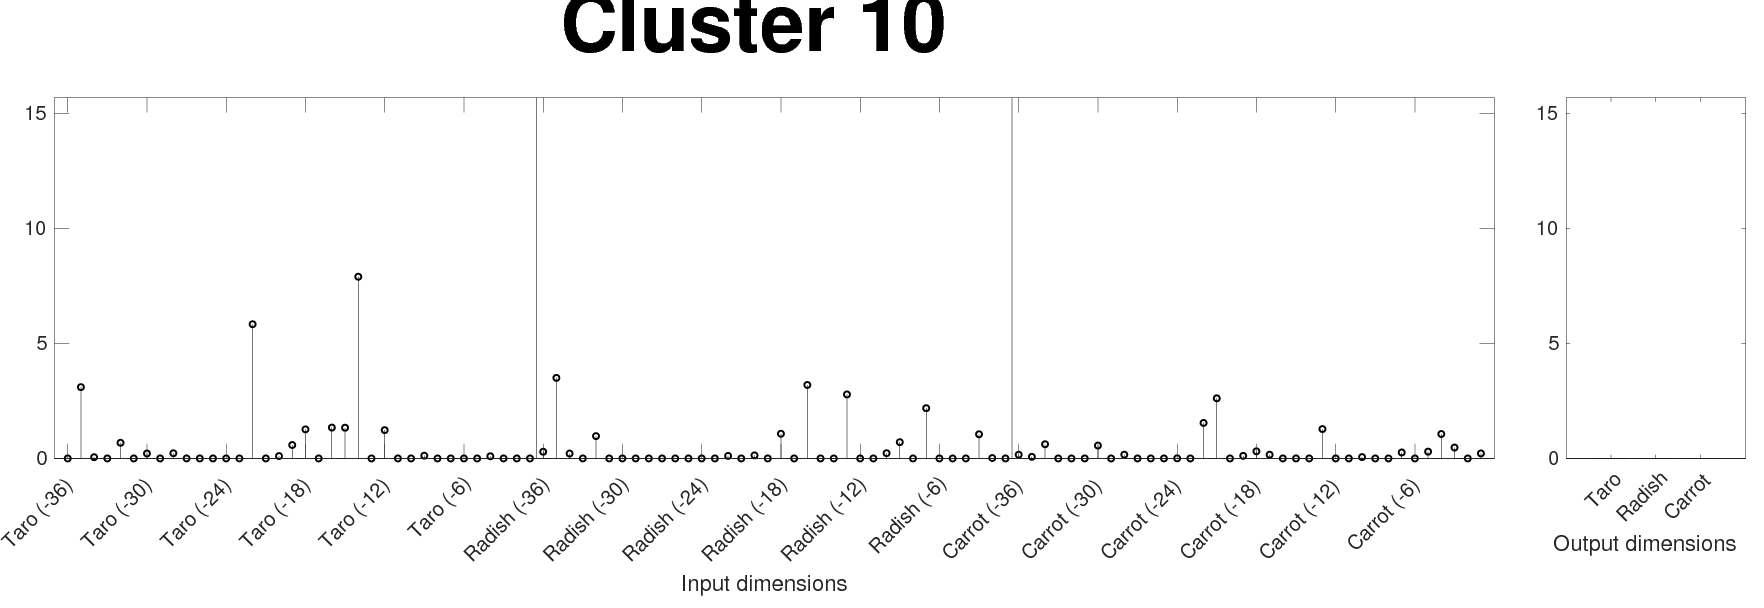 Cluster 10
15
10
5
0
Taro (-36)
Taro (-30)
Taro (-24)
Taro (-18)
Taro (-12)
Taro (-6)
Radish (-36)
Radish (-30)
Radish (-24)
Radish (-18)
Radish (-12)
Radish (-6)
Carrot (-36)
Carrot (-30)
Carrot (-24)
Carrot (-18)
Carrot (-12)
Carrot (-6)
Input dimensions
15
10
5
0
Taro
Radish
Carrot
Output dimensions